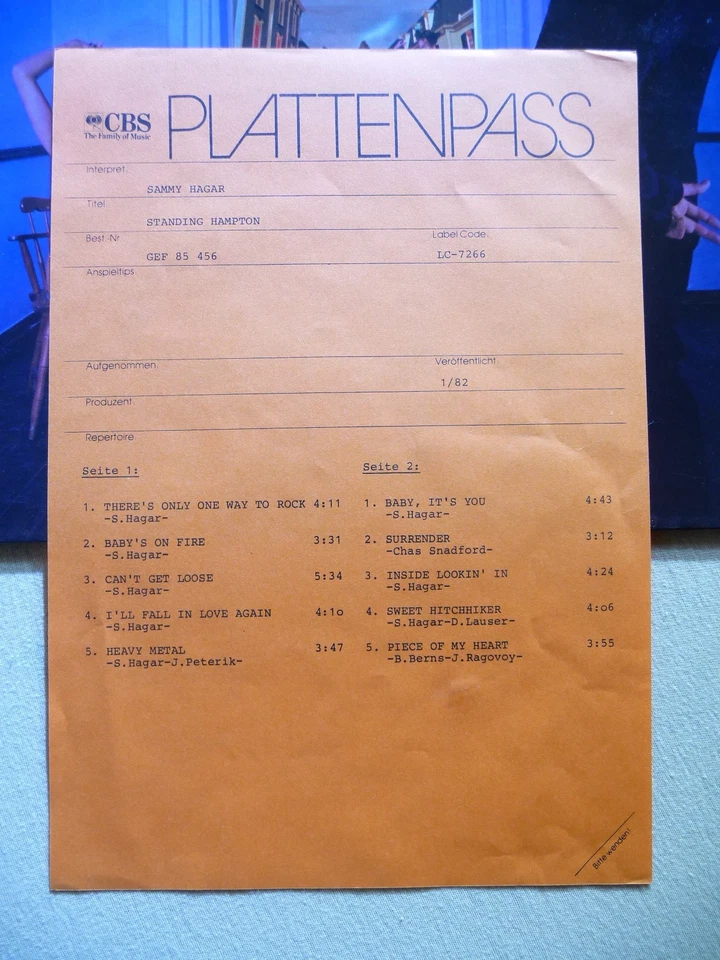 CBS PLATTENPASS
The Family of Music
Interpret
SAMMY HAGAR
Titel
STANDING HAMPTON
Best.-Nr. Label Code
GEF 85 456 LC-7266
Anspieltips
Aufgenommen Veröffentlicht
1/82
Produzent
Repertoire
Seite 1:
1. THERE'S ONLY ONE WAY TO ROCK 4:11
-S.Hagar-
2. BABY'S ON FIRE 3:31
-S.Hagar-
3. CAN'T GET LOOSE 5:34
-S.Hagar-
4. I'LL FALL IN LOVE AGAIN 4:1o
-S.Hagar-
5. HEAVY METAL 3:47
-S.Hagar-J.Peterik-
Seite 2:
1. BABY, IT'S YOU 4:43
-S.Hagar-
2. SURRENDER 3:12
-Chas Snadford-
3. INSIDE LOOKIN' IN 4:24
-S.Hagar-
4. SWEET HITCHHIKER 4:o6
-S.Hagar-D.Lauser-
5. PIECE OF MY HEART 3:55
-B.Berns-J.Ragovoy-
Bitte wenden!